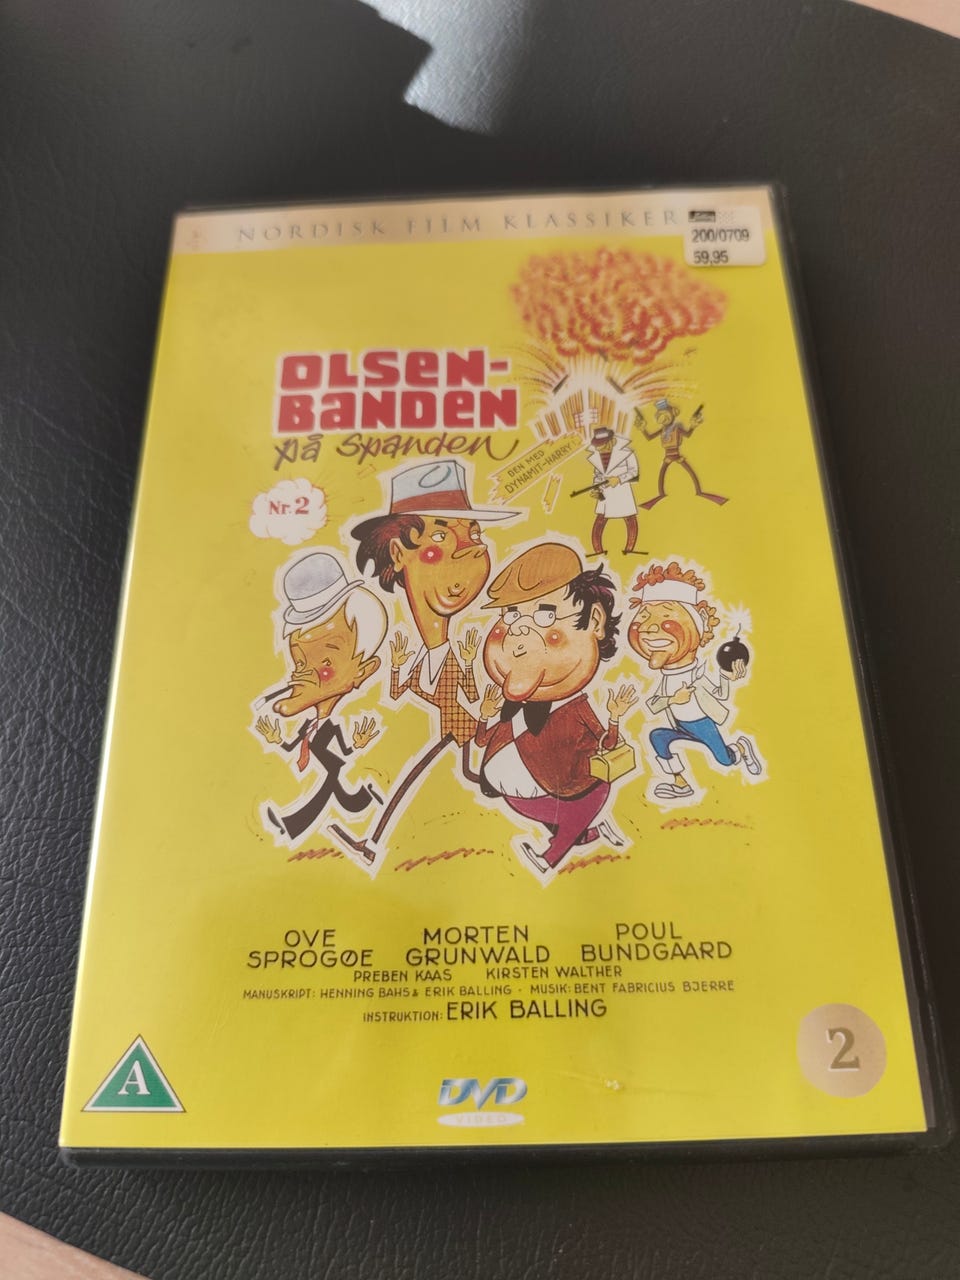 NORDISK FILM KLASSIKER
200/0709
59,95
OLSEN-
BANDEN
på spanden
DEN MED
DYNAMIT-HARRY!
Nr. 2
OVE
SPROGØE
MORTEN
GRUNWALD
POUL
BUNDGAARD
PREBEN KAAS KIRSTEN WALTHER
MANUSKRIPT: HENNING BAHS & ERIK BALLING · MUSIK: BENT FABRICIUS BJERRE
INSTRUKTION: ERIK BALLING
A
DVD
VIDEO
2